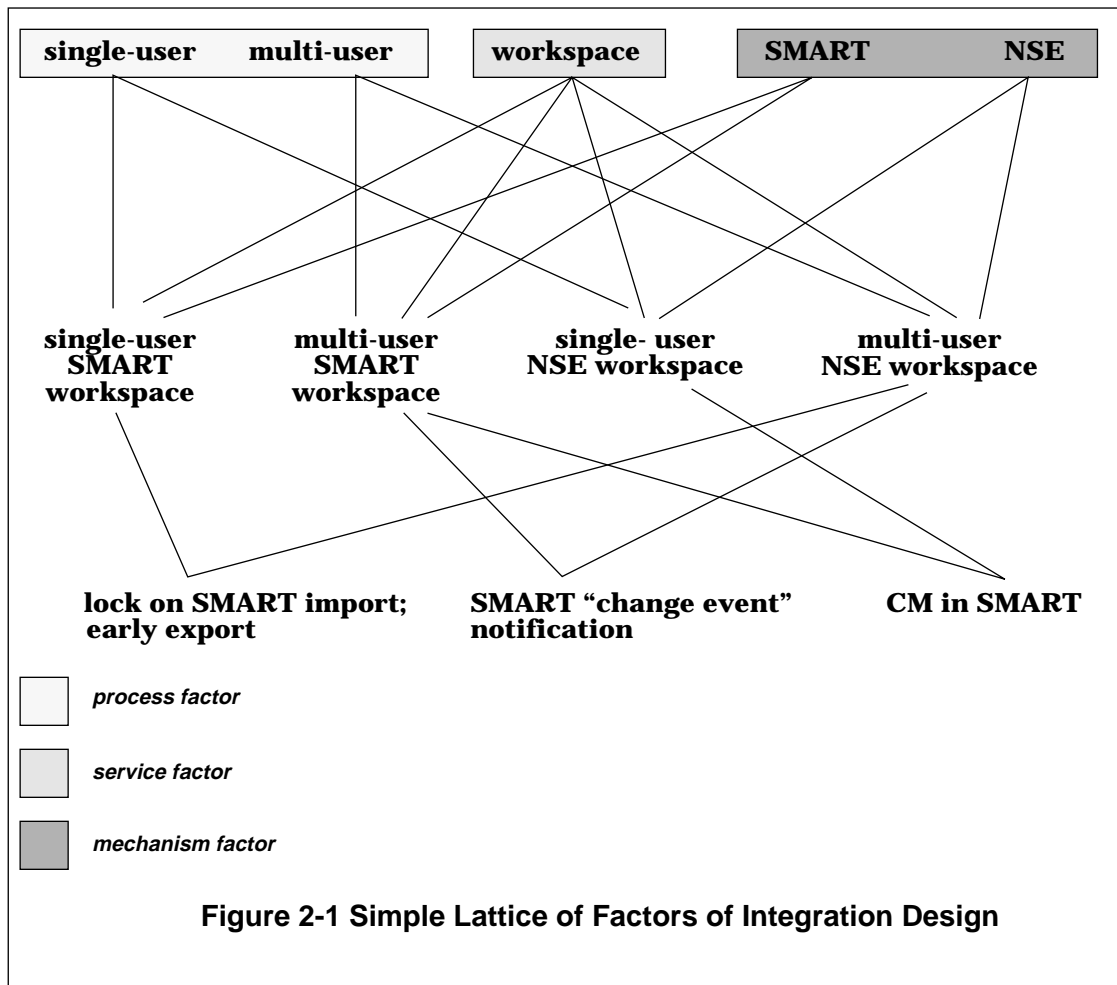 single-user multi-user workspace SMART NSE
single-user
SMART
workspace
multi-user
SMART
workspace
single- user
NSE workspace
multi-user
NSE workspace
lock on SMART import;
early export
SMART “change event”
notification
CM in SMART
process factor
service factor
mechanism factor
Figure 2-1 Simple Lattice of Factors of Integration Design